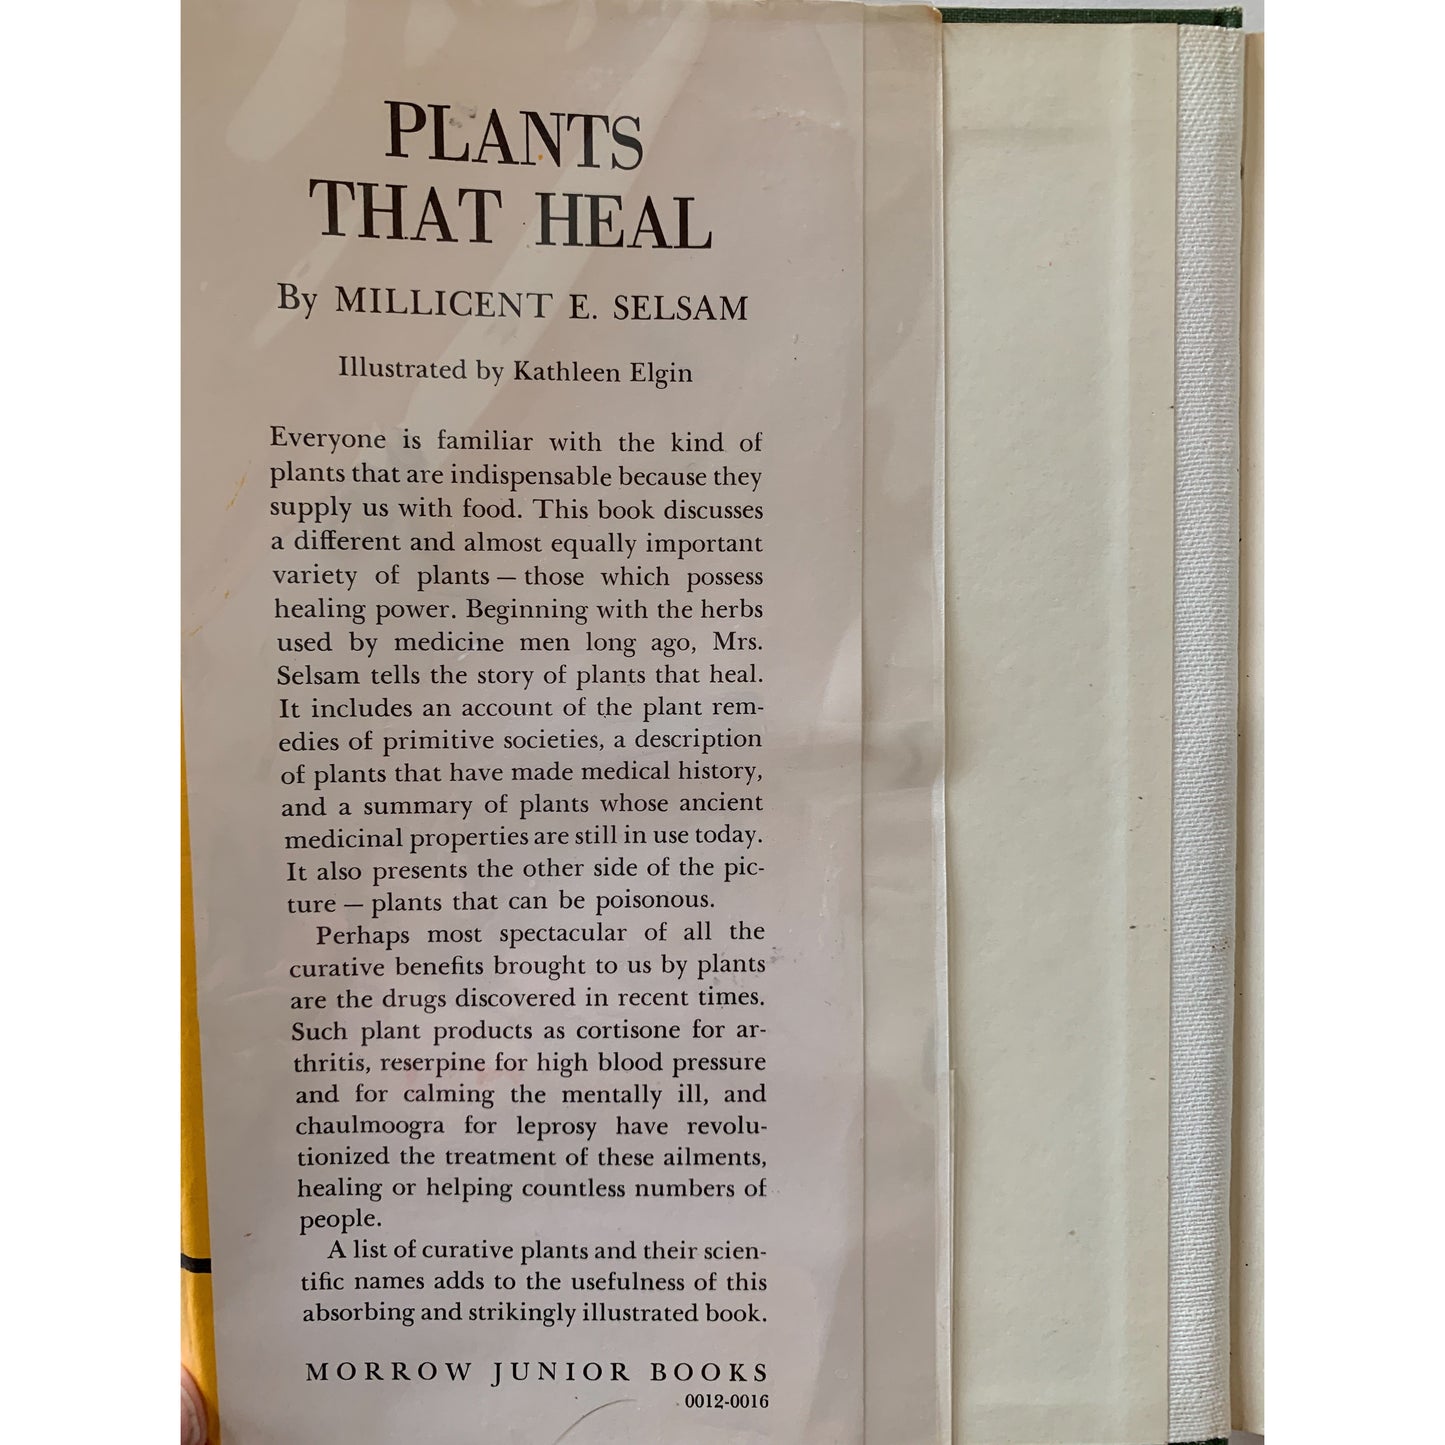 PLANTS
THAT HEAL
By MILLICENT E. SELSAM
Illustrated by Kathleen Elgin
Everyone is familiar with the kind of
plants that are indispensable because they
supply us with food. This book discusses
a different and almost equally important
variety of plants — those which possess
healing power. Beginning with the herbs
used by medicine men long ago, Mrs.
Selsam tells the story of plants that heal.
It includes an account of the plant rem-
edies of primitive societies, a description
of plants that have made medical history,
and a summary of plants whose ancient
medicinal properties are still in use today.
It also presents the other side of the pic-
ture — plants that can be poisonous.
Perhaps most spectacular of all the
curative benefits brought to us by plants
are the drugs discovered in recent times.
Such plant products as cortisone for ar-
thritis, reserpine for high blood pressure
and for calming the mentally ill, and
chaulmoogra for leprosy have revolu-
tionized the treatment of these ailments,
healing or helping countless numbers of
people.
A list of curative plants and their scien-
tific names adds to the usefulness of this
absorbing and strikingly illustrated book.
MORROW JUNIOR BOOKS
0012-0016